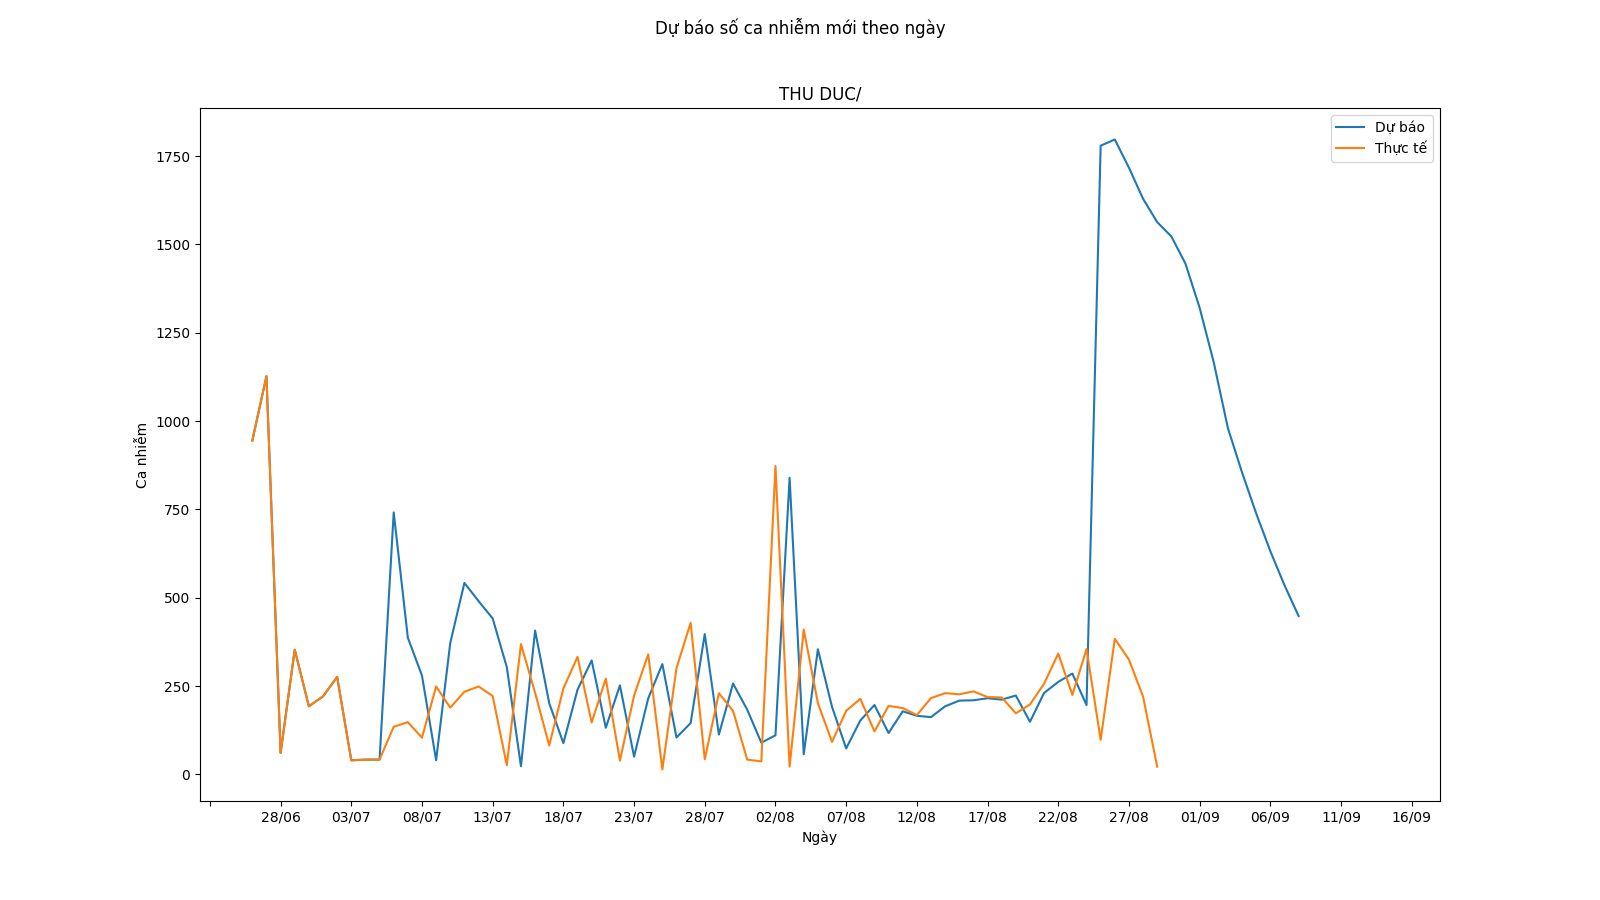 Dự báo số ca nhiễm mới theo ngày
THU DUC/
Dự báo
Thực tế
1750
1500
1250
1000
750
500
250
0
Ca nhiễm
28/06 03/07 08/07 13/07 18/07 23/07 28/07 02/08 07/08 12/08 17/08 22/08 27/08 01/09 06/09 11/09 16/09
Ngày